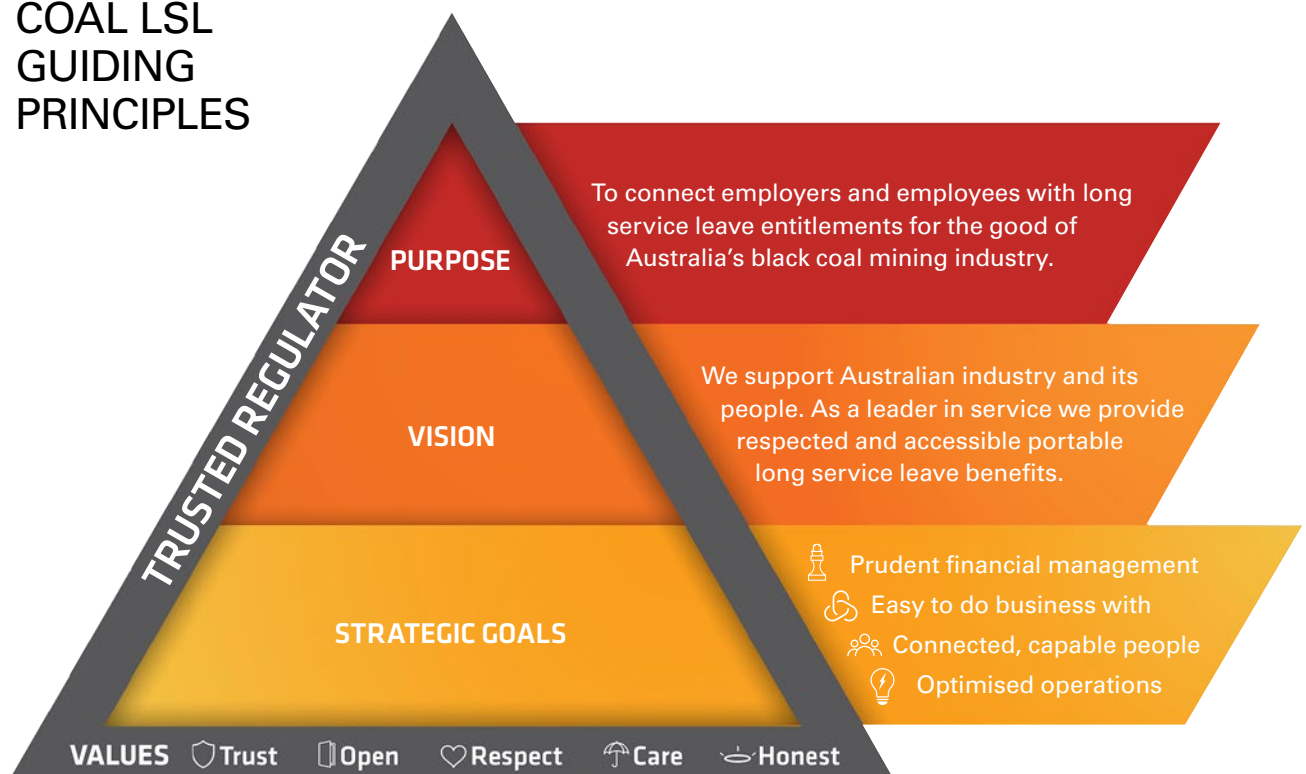 COAL LSL
GUIDING
PRINCIPLES
TRUSTED REGULATOR
PURPOSE
To connect employers and employees with long
service leave entitlements for the good of
Australia’s black coal mining industry.
VISION
We support Australian industry and its
people. As a leader in service we provide
respected and accessible portable
long service leave benefits.
STRATEGIC GOALS
Prudent financial management
Easy to do business with
Connected, capable people
Optimised operations
VALUES Trust Open Respect Care Honest